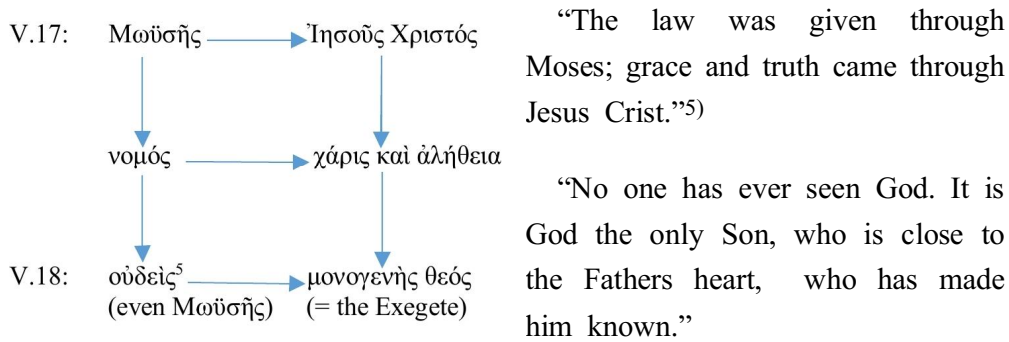 V.17: Μωϋσῆς Ἰησοῦς Χριστός
νομός χάρις καὶ ἀλήθεια
V.18: οὐδεὶς⁵ μονογενὴς θεός
(even Μωϋσῆς) (= the Exegete)
“The law was given through
Moses; grace and truth came through
Jesus Crist.”⁵⁾
“No one has ever seen God. It is
God the only Son, who is close to
the Fathers heart, who has made
him known.”